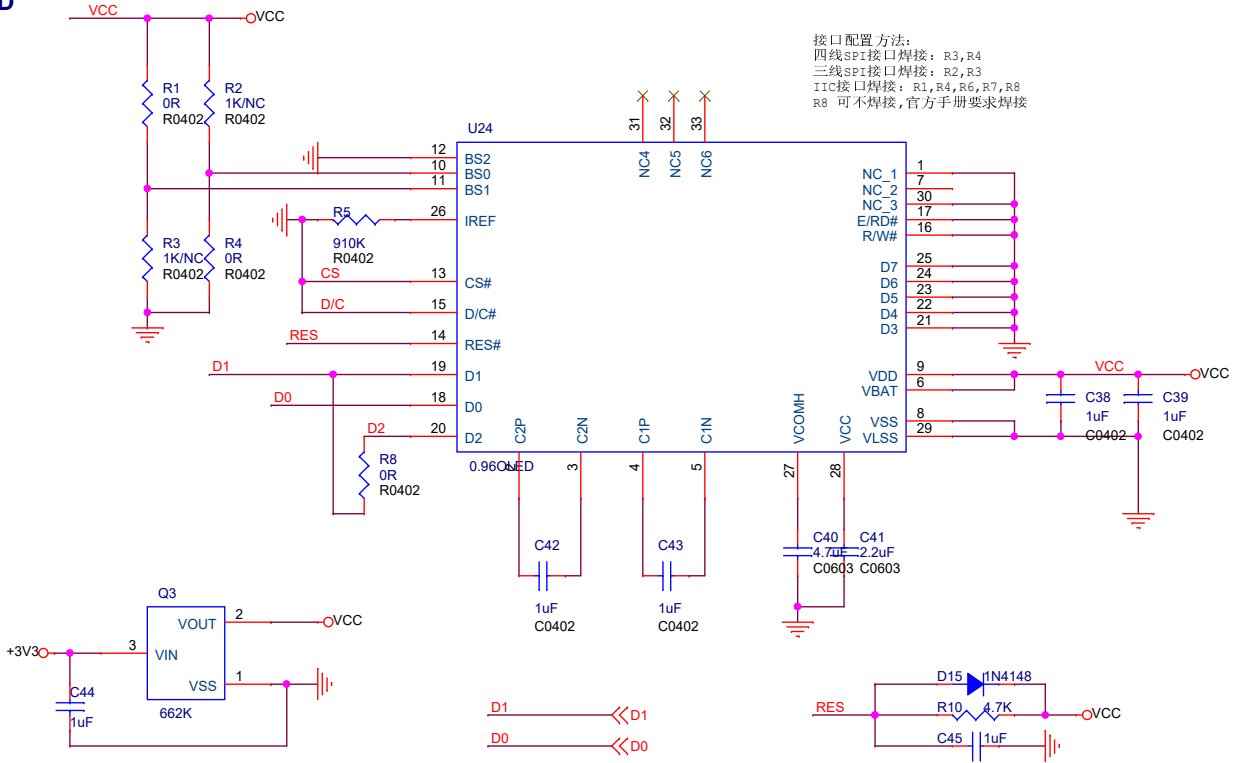 D
VCC
VCC
R1
0R
R0402
R2
1K/NC
R0402
R3
1K/NC
R0402
R4
0R
R0402
接口配置方法:
四线SPI接口焊接: R3,R4
三线SPI接口焊接: R2,R3
IIC接口焊接: R1,R4,R6,R7,R8
R8 可不焊接,官方手册要求焊接
U24
31
32
33
NC4
NC5
NC6
12
BS2
10
BS0
11
BS1
R5
910K
R0402
26
IREF
CS
13
CS#
D/C
15
D/C#
RES
14
RES#
D1
19
D1
D0
18
D0
D2
20
D2
R8
0R
R0402
0.96OLED
NC_1
1
NC_2
7
NC_3
30
E/RD#
17
R/W#
16
D7
25
D6
24
D5
23
D4
22
D3
21
VDD
9
VBAT
6
VSS
8
VLSS
29
VCC
VCC
C38
1uF
C0402
C39
1uF
C0402
C2P
C2N
C1P
C1N
VCOMH
VCC
2
3
4
5
27
28
C42
1uF
C0402
C43
1uF
C0402
C40
4.7uF
C0603
C41
2.2uF
C0603
Q3
VOUT
2
VCC
+3V3
3
VIN
VSS
1
C44
1uF
662K
D1
D1
D0
D0
RES
D15
1N4148
R10
4.7K
VCC
C45
1uF